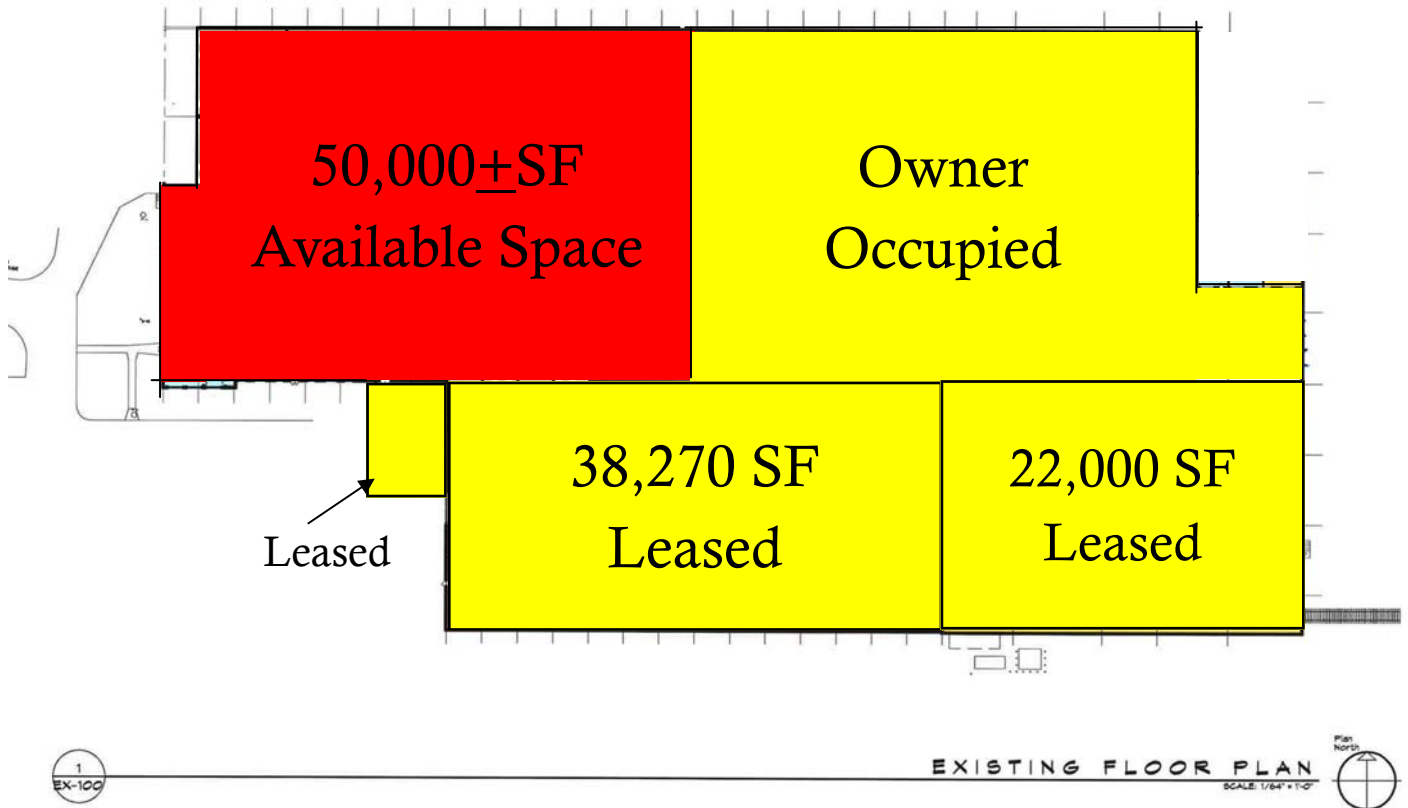 50,000±SF
Available Space
Owner
Occupied
38,270 SF
Leased
22,000 SF
Leased
Leased
1
EX-100
EXISTING FLOOR PLAN
SCALE: 1/64" = 1'-0"
Plan
North